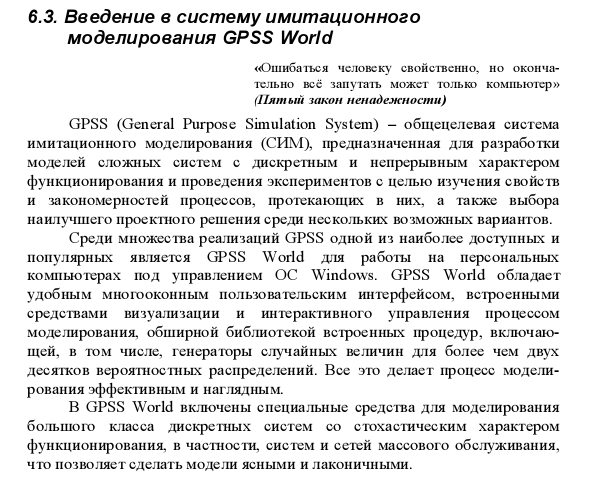 6.3. Введение в систему имитационного
моделирования GPSS World
«Ошибаться человеку свойственно, но оконча-
тельно всё запутать может только компьютер»
(Пятый закон ненадежности)
GPSS (General Purpose Simulation System) – общецелевая система
имитационного моделирования (СИМ), предназначенная для разработки
моделей сложных систем с дискретным и непрерывным характером
функционирования и проведения экспериментов с целью изучения свойств
и закономерностей процессов, протекающих в них, а также выбора
наилучшего проектного решения среди нескольких возможных вариантов.
Среди множества реализаций GPSS одной из наиболее доступных и
популярных является GPSS World для работы на персональных
компьютерах под управлением ОС Windows. GPSS World обладает
удобным многооконным пользовательским интерфейсом, встроенными
средствами визуализации и интерактивного управления процессом
моделирования, обширной библиотекой встроенных процедур, включаю-
щей, в том числе, генераторы случайных величин для более чем двух
десятков вероятностных распределений. Все это делает процесс модели-
рования эффективным и наглядным.
В GPSS World включены специальные средства для моделирования
большого класса дискретных систем со стохастическим характером
функционирования, в частности, систем и сетей массового обслуживания,
что позволяет сделать модели ясными и лаконичными.